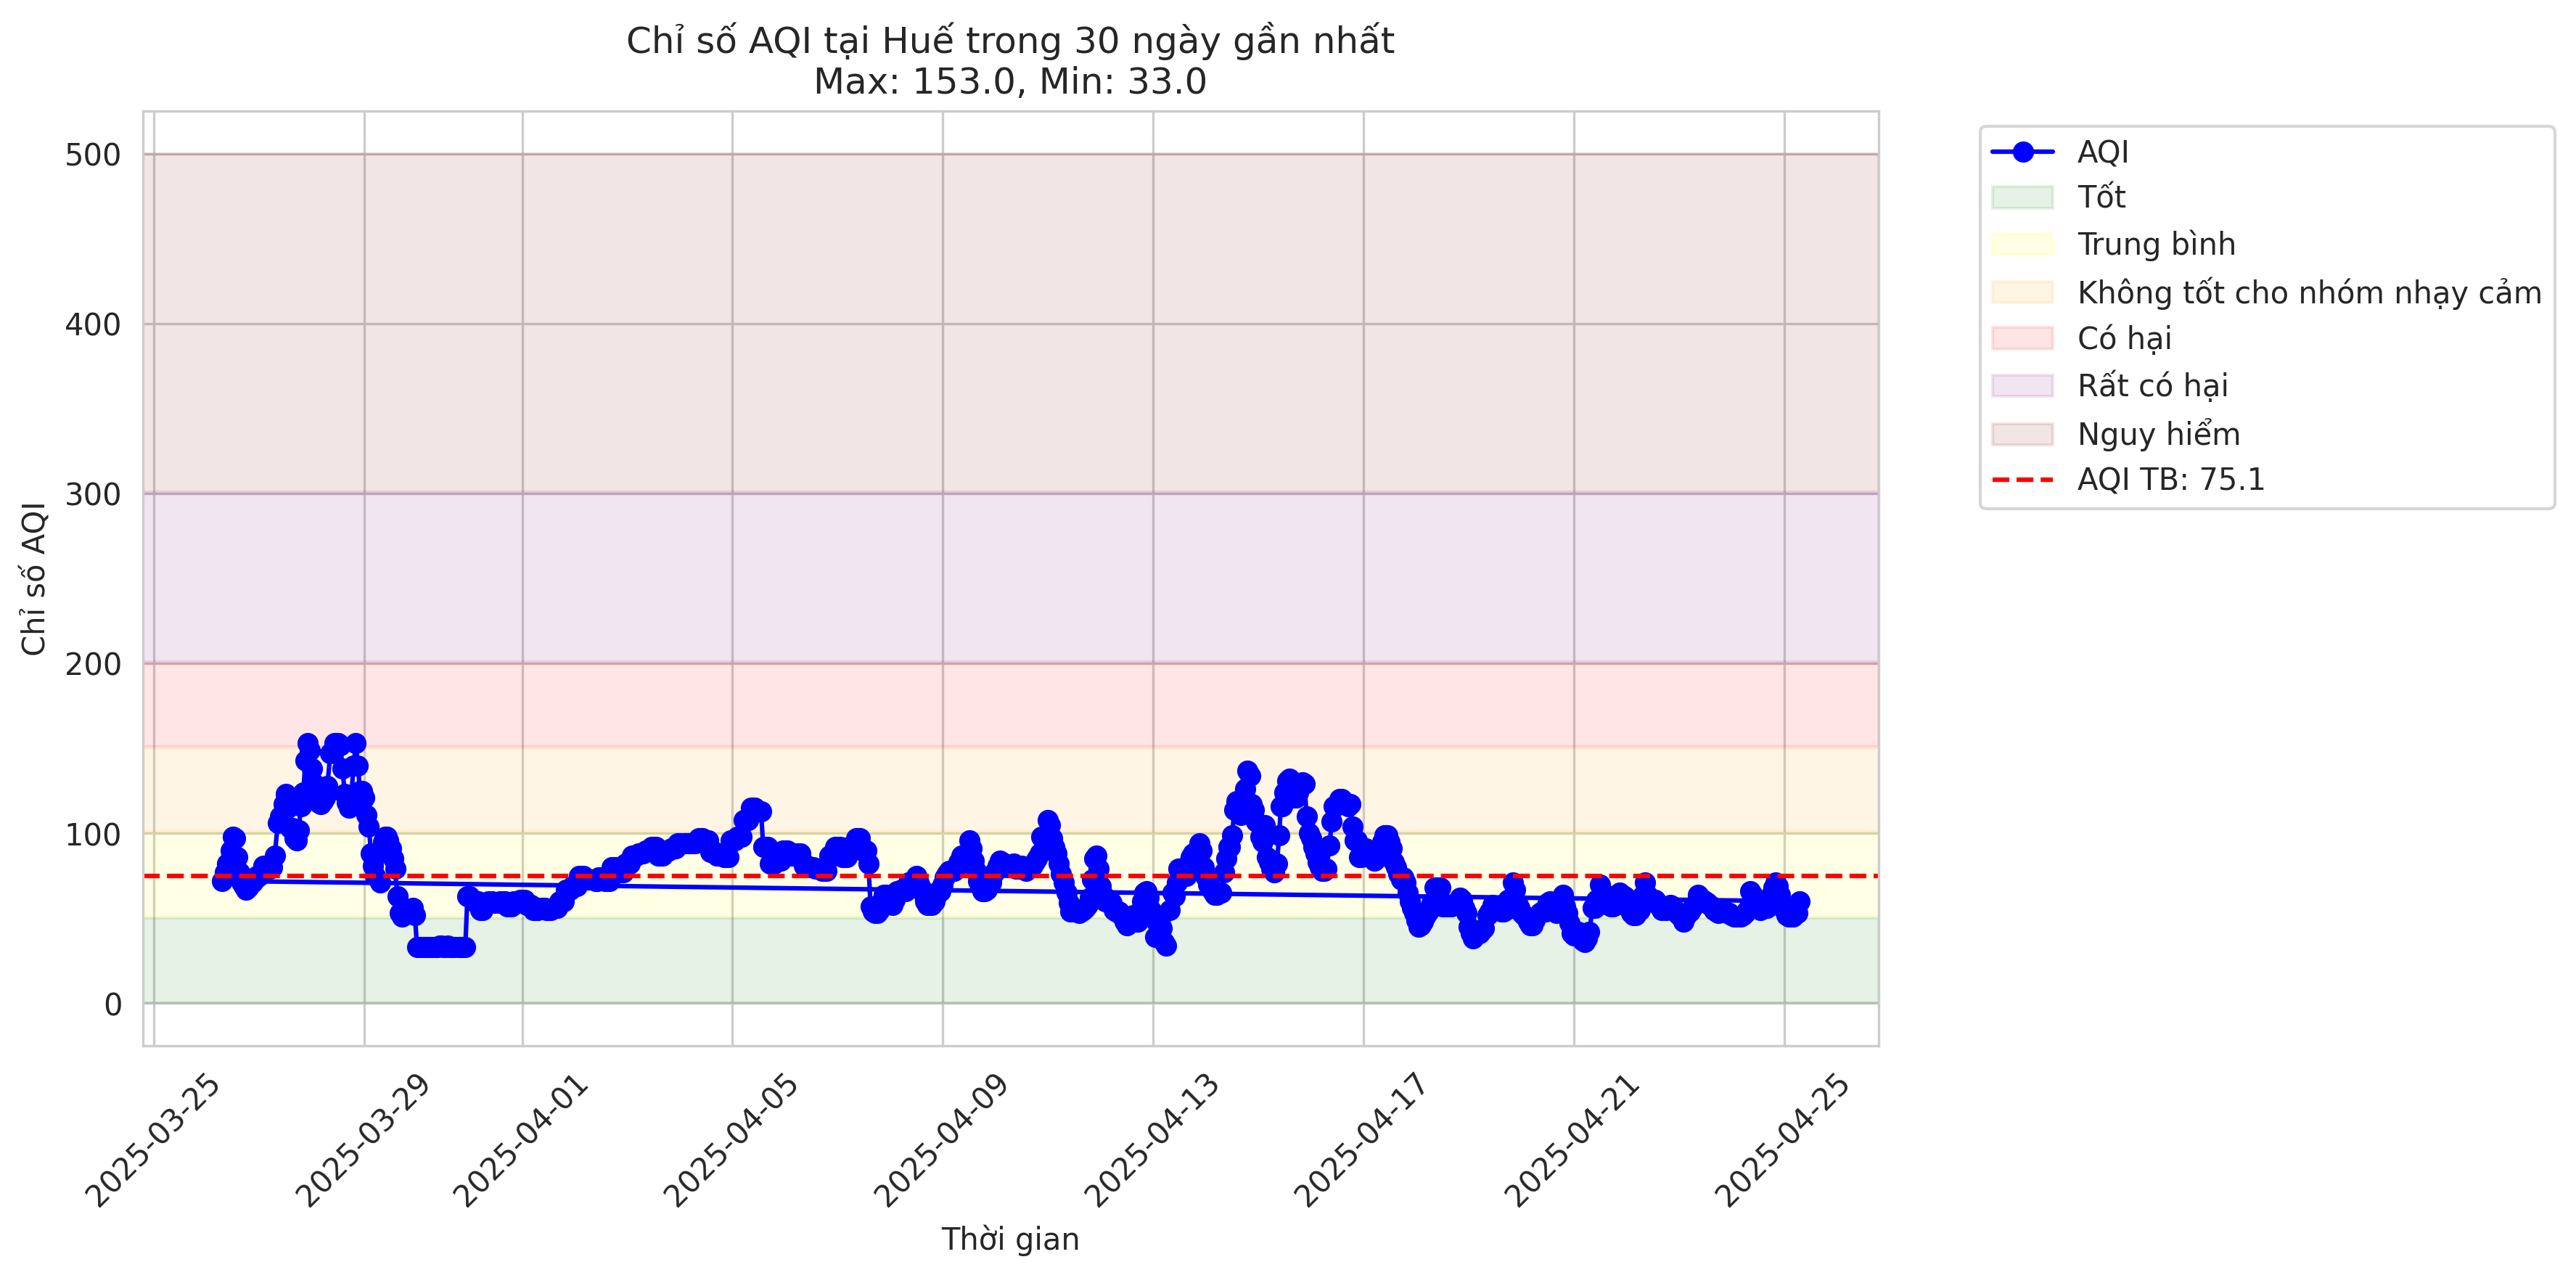 Chỉ số AQI tại Huế trong 30 ngày gần nhất
Max: 153.0, Min: 33.0
Chỉ số AQI
500
400
300
200
100
0
2025-03-25
2025-03-29
2025-04-01
2025-04-05
2025-04-09
2025-04-13
2025-04-17
2025-04-21
2025-04-25
Thời gian
AQI
Tốt
Trung bình
Không tốt cho nhóm nhạy cảm
Có hại
Rất có hại
Nguy hiểm
AQI TB: 75.1